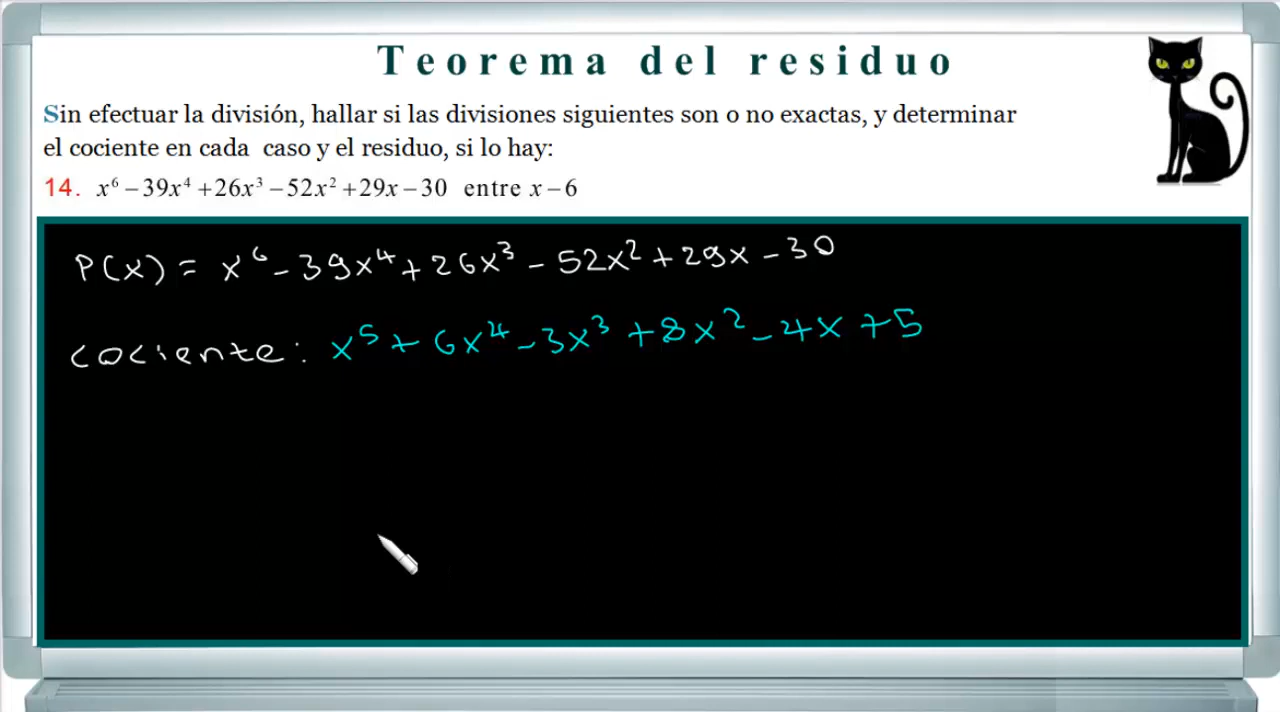 Teorema del residuo
Sin efectuar la división, hallar si las divisiones siguientes son o no exactas, y determinar
el cociente en cada caso y el residuo, si lo hay:
14. x⁶ − 39x⁴ + 26x³ − 52x² + 29x − 30 entre x − 6
P(x) = x⁶ − 39x⁴ + 26x³ − 52x² + 29x − 30
cociente: x⁵ + 6x⁴ − 3x³ + 8x² − 4x + 5